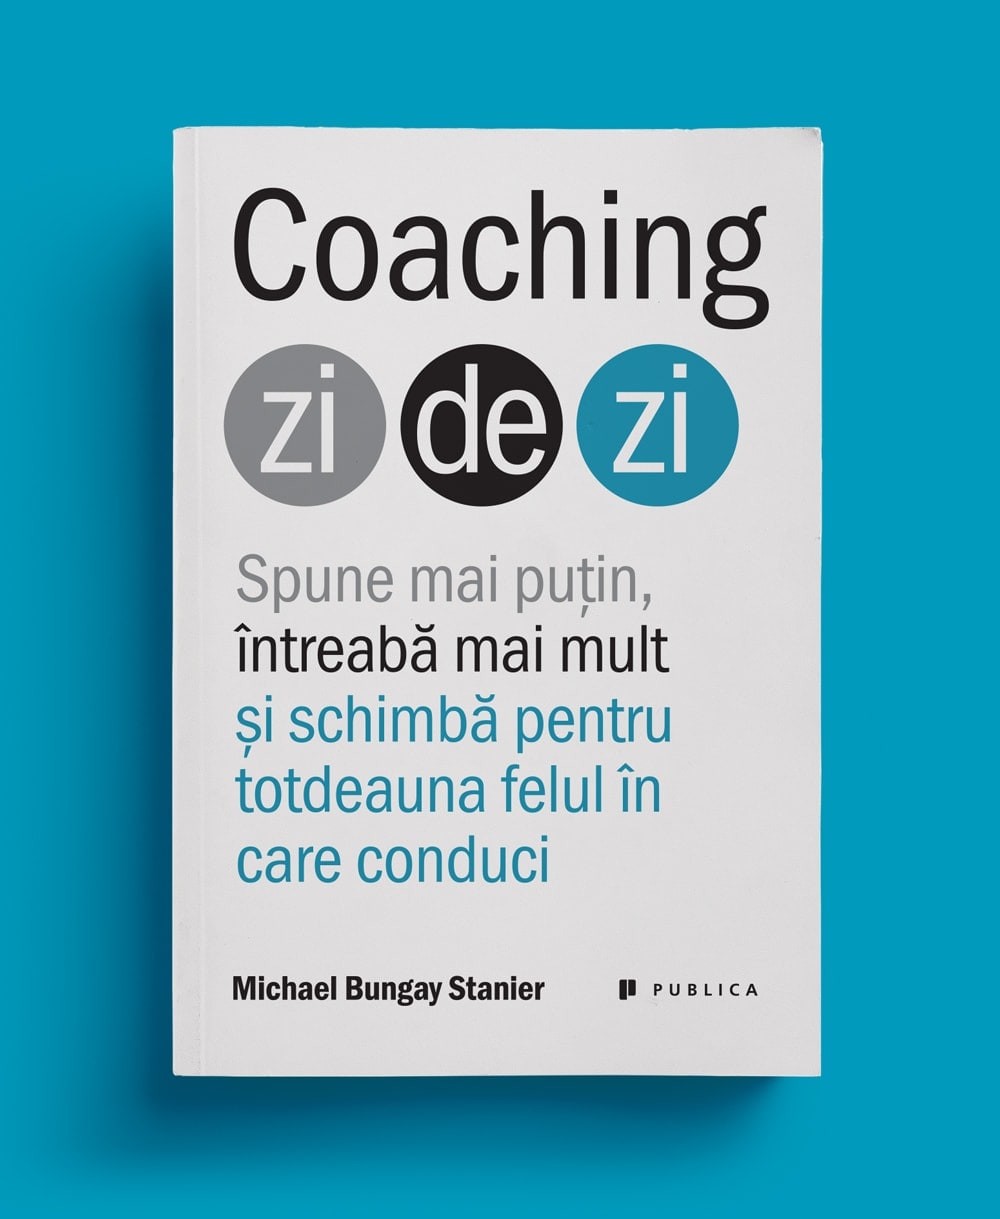 Coaching
zi de zi
Spune mai puțin,
întreabă mai mult
și schimbă pentru
totdeauna felul în
care conduci
Michael Bungay Stanier PUBLICA